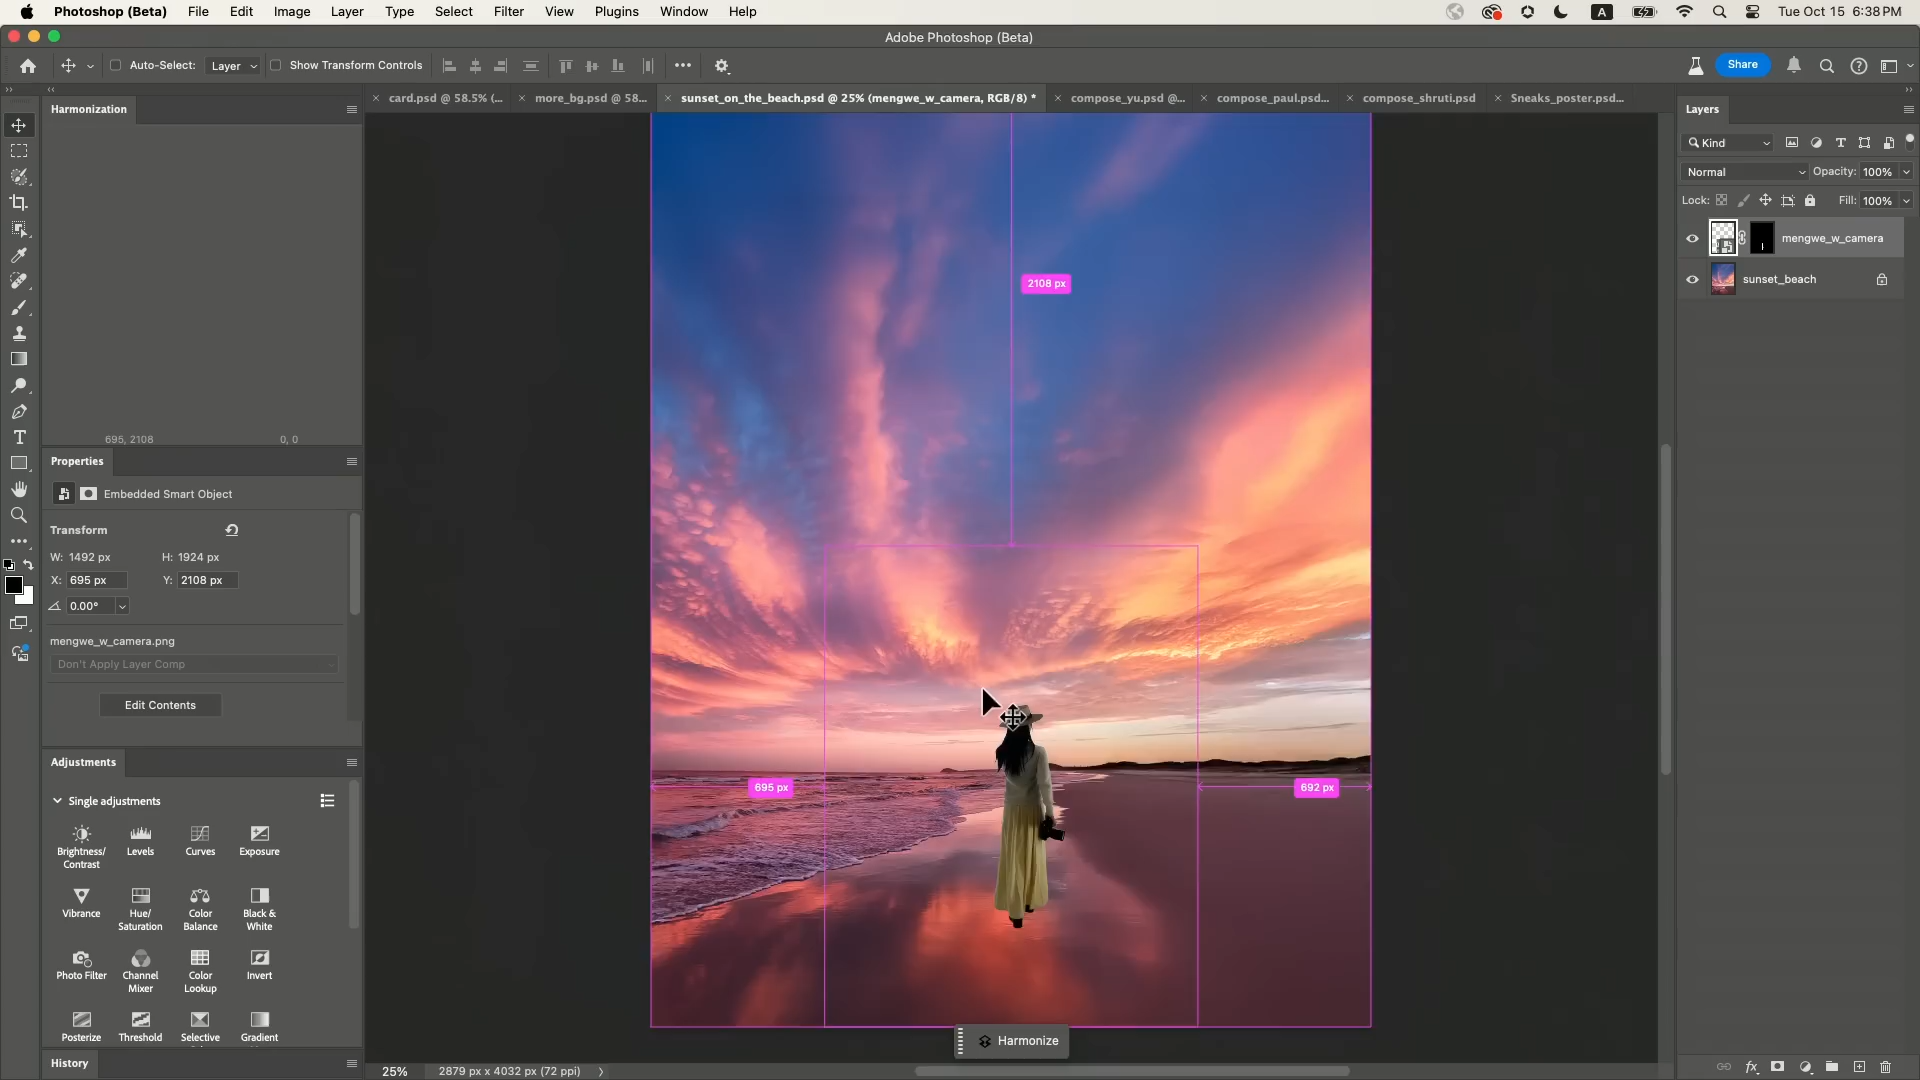 Photoshop (Beta) File Edit Image Layer Type Select Filter View Plugins Window Help
A
Tue Oct 15 6:38 PM
Adobe Photoshop (Beta)
Auto-Select: Layer Show Transform Controls
Share
Harmonization
card.psd @ 58.5% (...
more_bg.psd @ 58...
sunset_on_the_beach.psd @ 25% (mengwe_w_camera, RGB/8) *
compose_yu.psd @...
compose_paul.psd...
compose_shruti.psd
Sneaks_poster.psd...
Layers
Kind
Normal Opacity: 100%
Lock: Fill: 100%
mengwe_w_camera
sunset_beach
2108 px
695, 2108 0, 0
Properties
Embedded Smart Object
Transform
W: 1492 px H: 1924 px
X: 695 px Y: 2108 px
0.00°
mengwe_w_camera.png
Don't Apply Layer Comp
Edit Contents
695 px
692 px
Adjustments
Single adjustments
Brightness/
Contrast
Levels
Curves
Exposure
Vibrance
Hue/
Saturation
Color
Balance
Black &
White
Photo Filter
Channel
Mixer
Color
Lookup
Invert
Posterize
Threshold
Selective
Gradient
Harmonize
History
25% 2879 px x 4032 px (72 ppi)